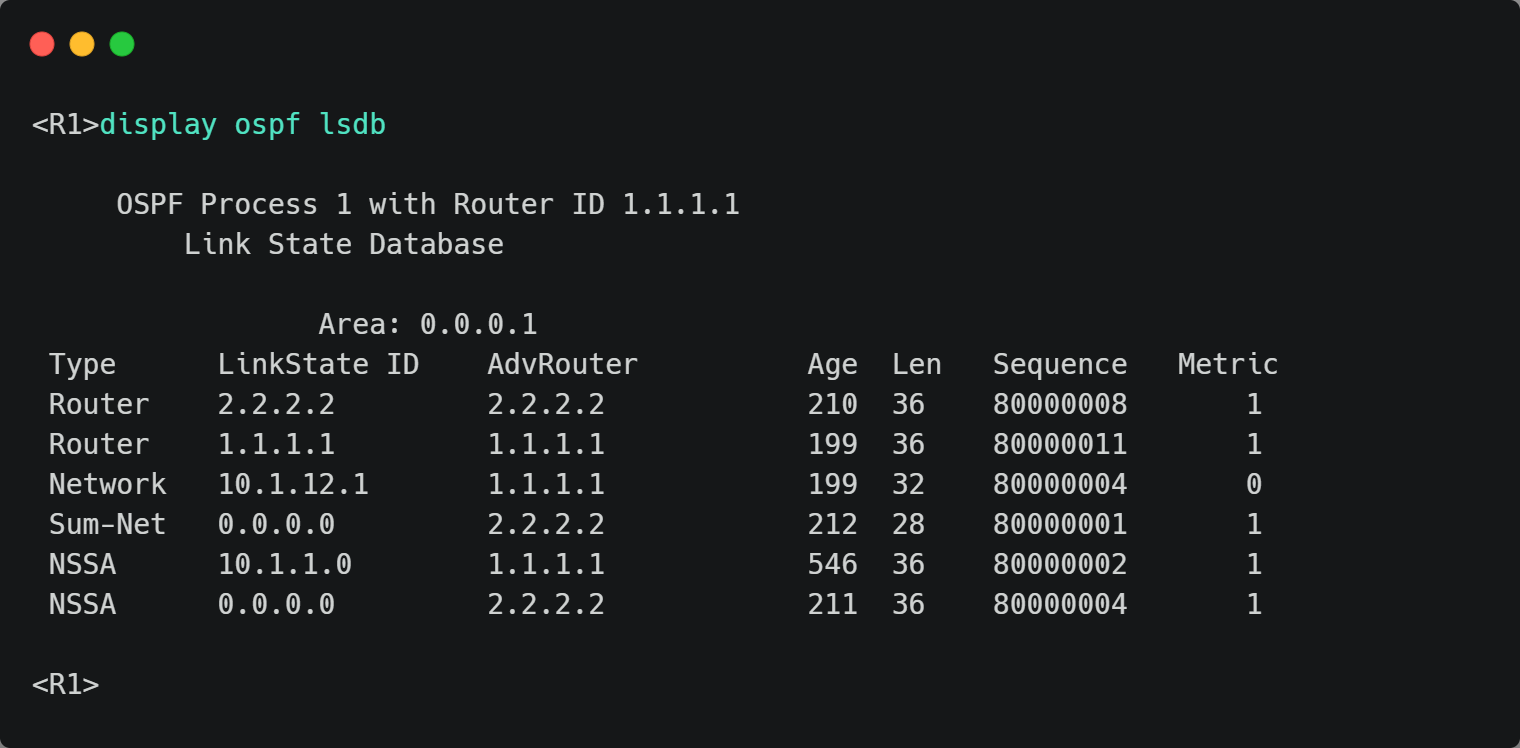 <R1>display ospf lsdb
OSPF Process 1 with Router ID 1.1.1.1
Link State Database
Area: 0.0.0.1
Type LinkState ID AdvRouter Age Len Sequence Metric
Router 2.2.2.2 2.2.2.2 210 36 80000008 1
Router 1.1.1.1 1.1.1.1 199 36 80000011 1
Network 10.1.12.1 1.1.1.1 199 32 80000004 0
Sum-Net 0.0.0.0 2.2.2.2 212 28 80000001 1
NSSA 10.1.1.0 1.1.1.1 546 36 80000002 1
NSSA 0.0.0.0 2.2.2.2 211 36 80000004 1
<R1>